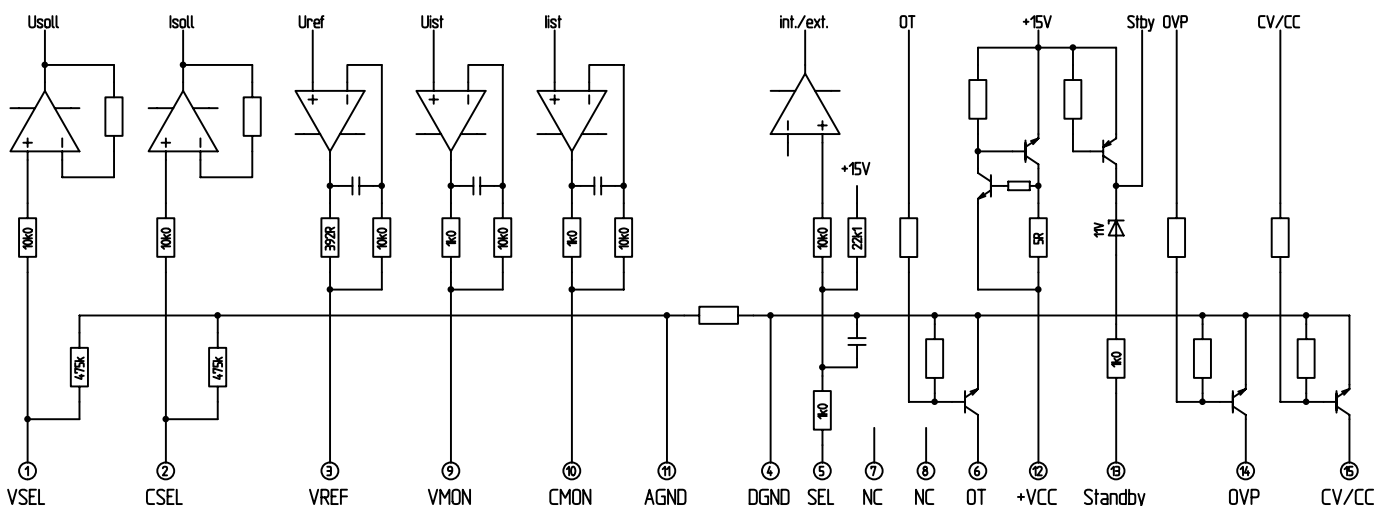 Usoll Isoll Uref Uist Iist int./ext. OT +15V Stby OVP CV/CC
+ − + − + − + − + − − +
+15V
10k0 10k0 392R 10k0 1k0 10k0 1k0 10k0 10k0 22k1 5R 11V
475k 475k 1k0
1k0
1 2 3 9 10 11 4 5 7 8 6 12 13 14 15
VSEL CSEL VREF VMON CMON AGND DGND SEL NC NC OT +VCC Standby OVP CV/CC